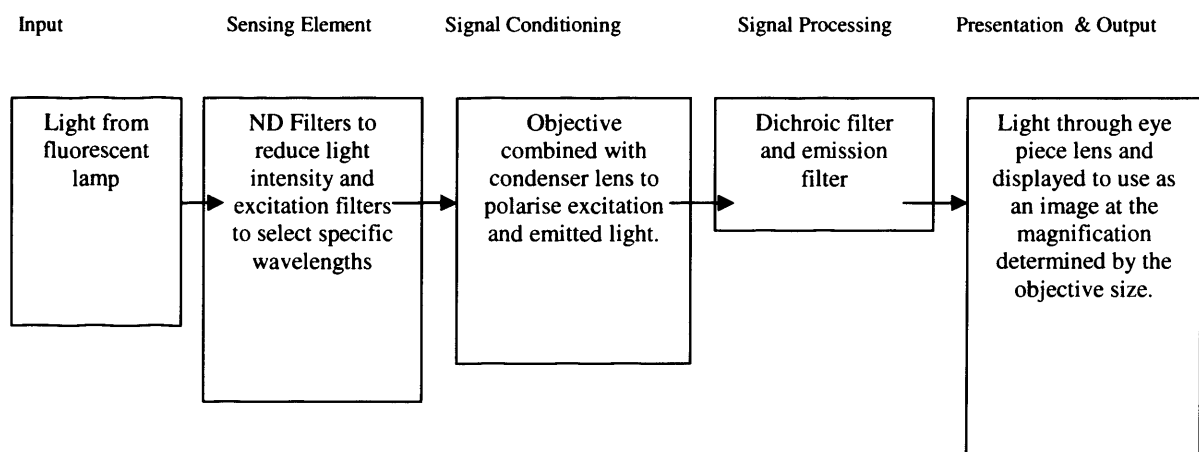 Input
Sensing Element
Signal Conditioning
Signal Processing
Presentation & Output
Light from
fluorescent
lamp
ND Filters to
reduce light
intensity and
excitation filters
to select specific
wavelengths
Objective
combined with
condenser lens to
polarise excitation
and emitted light.
Dichroic filter
and emission
filter
Light through eye
piece lens and
displayed to use as
an image at the
magnification
determined by the
objective size.